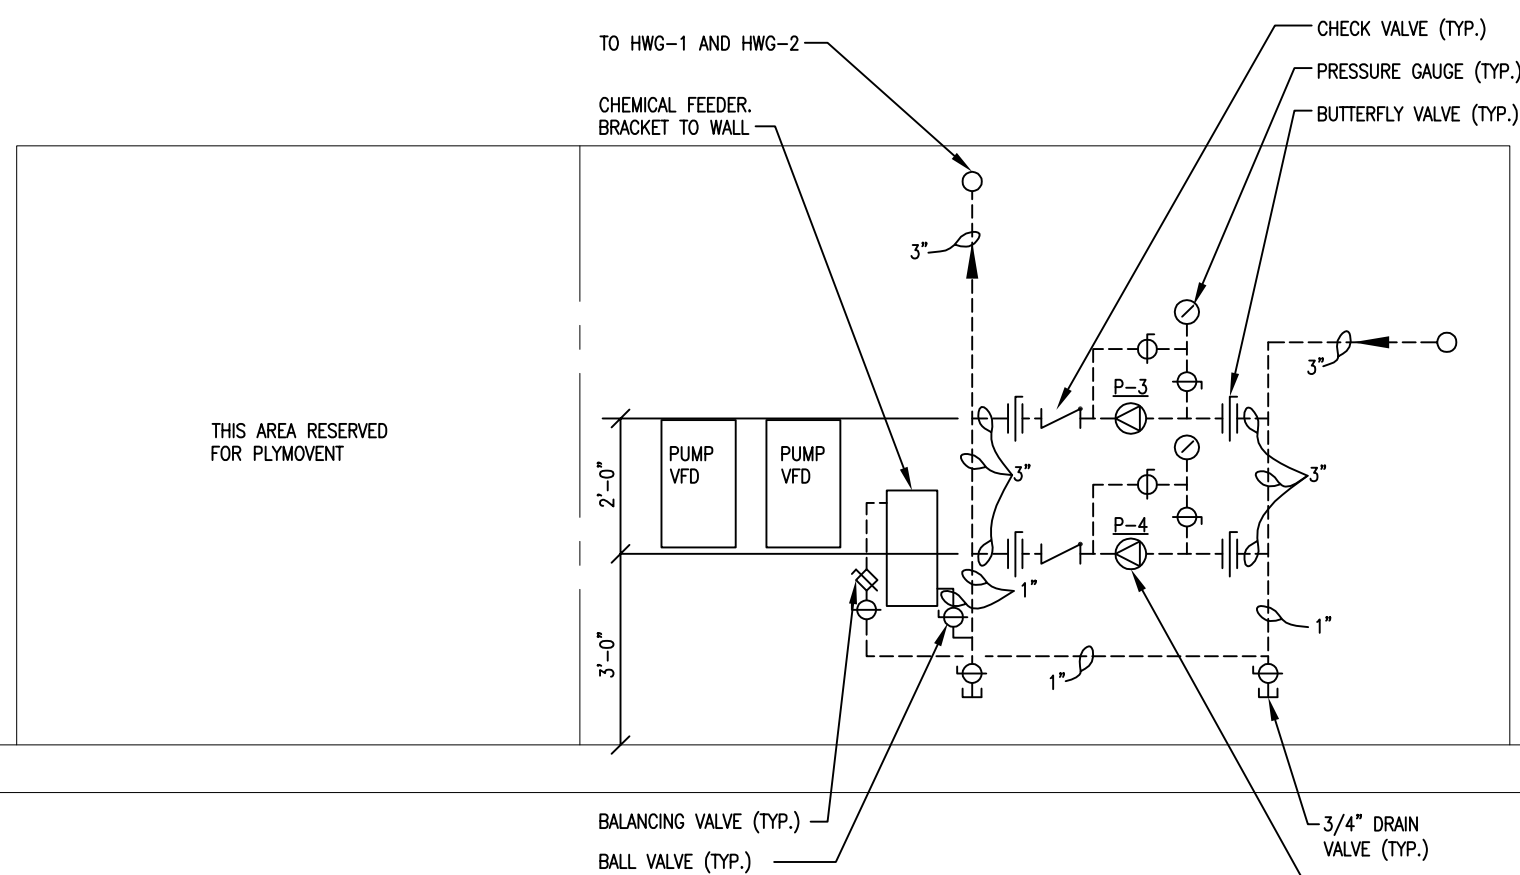 TO HWG-1 AND HWG-2
CHECK VALVE (TYP.)
PRESSURE GAUGE (TYP.)
CHEMICAL FEEDER.
BRACKET TO WALL
BUTTERFLY VALVE (TYP.)
3"
3"
P-3
THIS AREA RESERVED
FOR PLYMOVENT
PUMP
VFD
PUMP
VFD
2'-0"
3"
3"
P-4
1"
1"
3'-0"
1"
BALANCING VALVE (TYP.)
BALL VALVE (TYP.)
3/4" DRAIN
VALVE (TYP.)